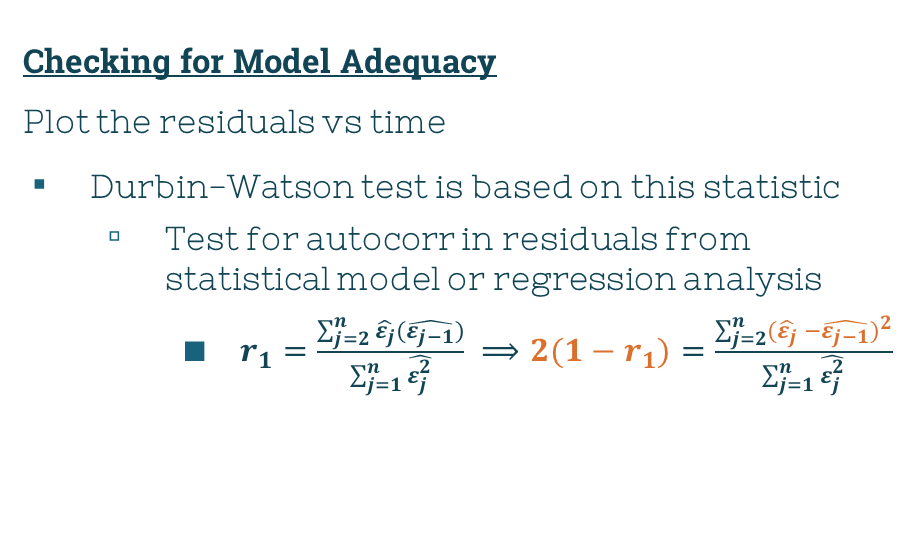 Checking for Model Adequacy
Plot the residuals vs time
▪ Durbin-Watson test is based on this statistic
▫ Test for autocorr in residuals from
statistical model or regression analysis
■ $r_1 = \frac{\sum_{j=2}^{n} \hat{\varepsilon}_j(\widehat{\varepsilon_{j-1}})}{\sum_{j=1}^{n} \widehat{\varepsilon_j^2}} \Longrightarrow 2(1 - r_1) = \frac{\sum_{j=2}^{n} (\hat{\varepsilon}_j - \widehat{\varepsilon_{j-1}})^2}{\sum_{j=1}^{n} \widehat{\varepsilon_j^2}}$